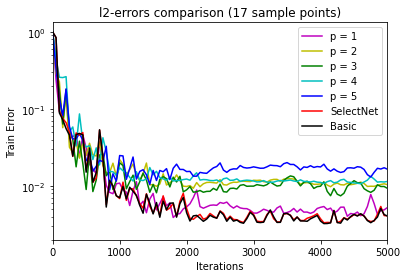 l2-errors comparison (17 sample points)
p = 1
p = 2
p = 3
p = 4
p = 5
SelectNet
Basic
Train Error
10⁰
10⁻¹
10⁻²
0 1000 2000 3000 4000 5000
Iterations